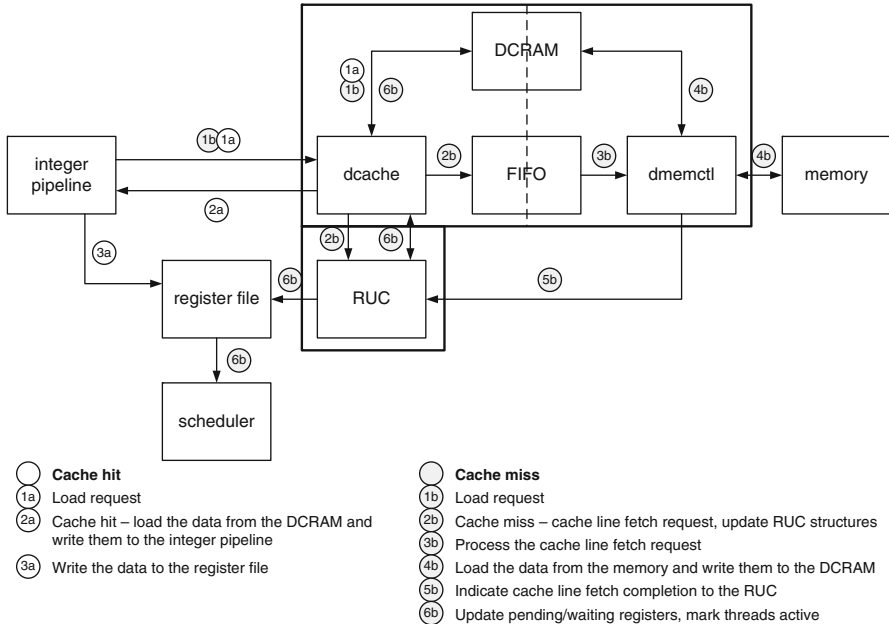 DCRAM
1a
1b
6b
4b
1b 1a
integer
pipeline
dcache
2b
FIFO
3b
dmemctl
4b
memory
2a
2b
6b
3a
register file
6b
RUC
5b
6b
scheduler
Cache hit
1a Load request
2a Cache hit – load the data from the DCRAM and
write them to the integer pipeline
3a Write the data to the register file
Cache miss
1b Load request
2b Cache miss – cache line fetch request, update RUC structures
3b Process the cache line fetch request
4b Load the data from the memory and write them to the DCRAM
5b Indicate cache line fetch completion to the RUC
6b Update pending/waiting registers, mark threads active